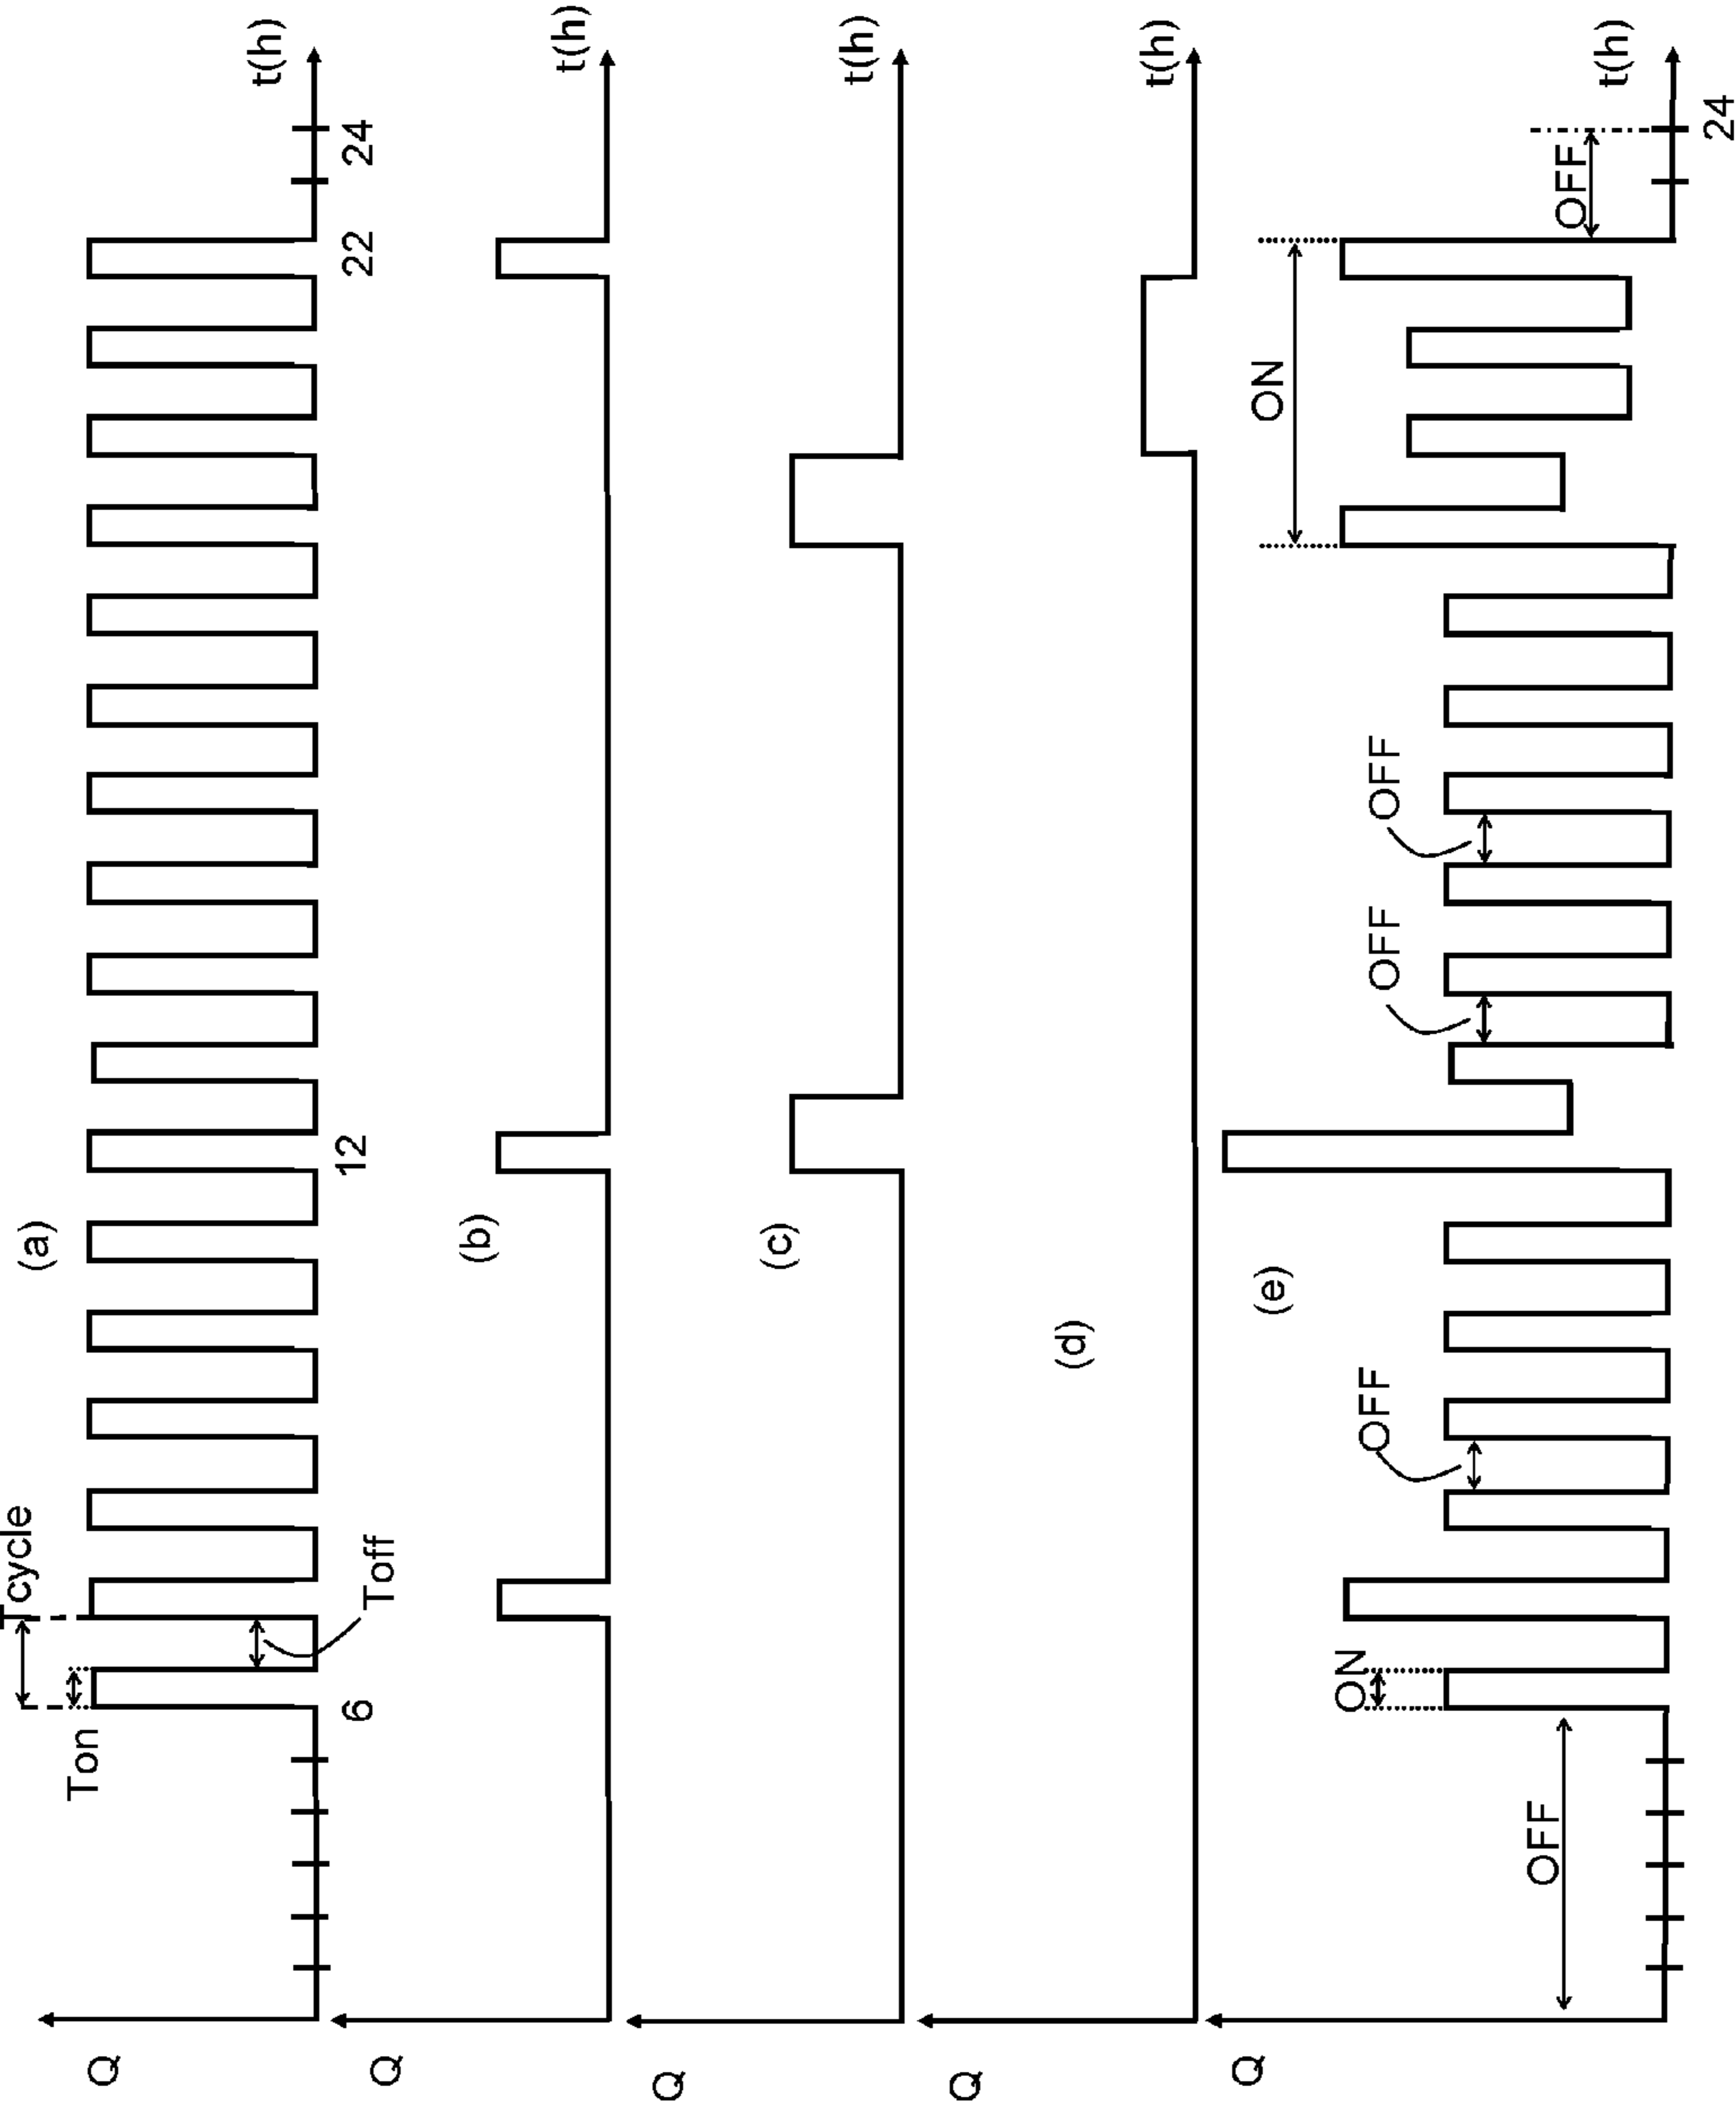 (a)
Q
Ton
Tcycle
Toff
6
12
22
24
t(h)
(b)
Q
t(h)
(c)
Q
t(h)
(d)
Q
t(h)
(e)
Q
OFF
ON
OFF
OFF
OFF
ON
OFF
24
t(h)